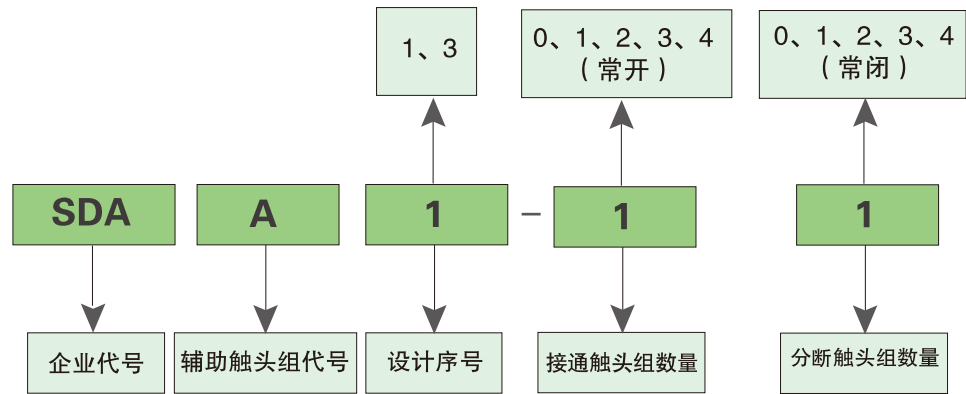 1、3
0、1、2、3、4
（常开）
0、1、2、3、4
（常闭）
SDA
A
1
–
1
1
企业代号
辅助触头组代号
设计序号
接通触头组数量
分断触头组数量